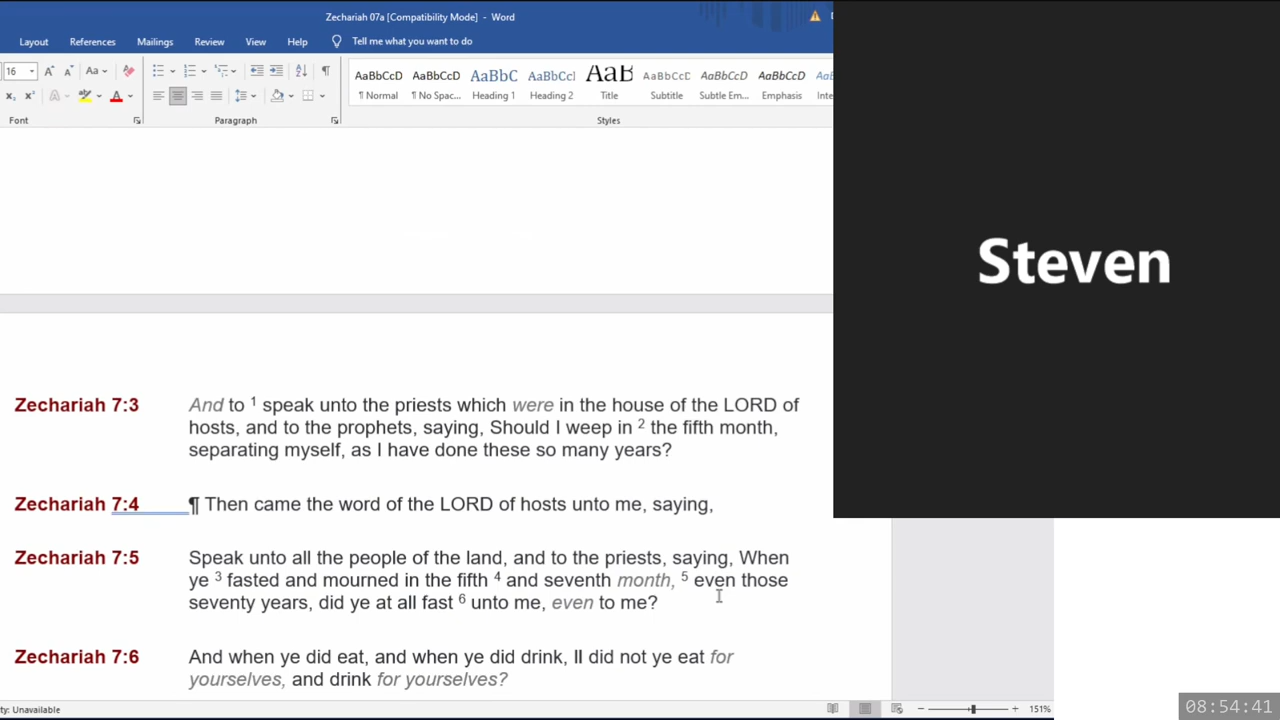 Zechariah 07a [Compatibility Mode] - Word
Layout References Mailings Review View Help Tell me what you want to do
16 Aa
AaBbCcD AaBbCcD AaBbC AaBbCcI AaB AaBbCcI AaBbCcD AaBbCcD
¶ Normal ¶ No Spac... Heading 1 Heading 2 Title Subtitle Subtle Em... Emphasis
Font Paragraph Styles
Steven
Zechariah 7:3 And to 1 speak unto the priests which were in the house of the LORD of
hosts, and to the prophets, saying, Should I weep in 2 the fifth month,
separating myself, as I have done these so many years?
Zechariah 7:4 ¶ Then came the word of the LORD of hosts unto me, saying,
Zechariah 7:5 Speak unto all the people of the land, and to the priests, saying, When
ye 3 fasted and mourned in the fifth 4 and seventh month, 5 even those
seventy years, did ye at all fast 6 unto me, even to me?
Zechariah 7:6 And when ye did eat, and when ye did drink, II did not ye eat for
yourselves, and drink for yourselves?
ty: Unavailable 151%
08:54:41